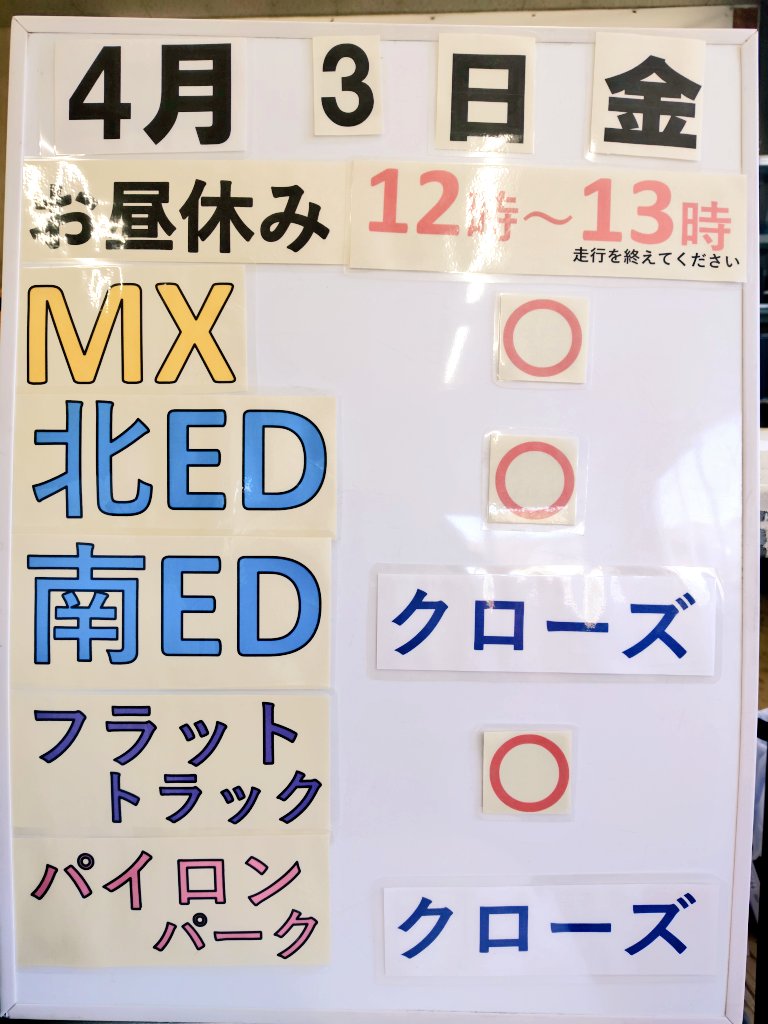 4月 3 日 金
お昼休み 12時～13時
走行を終えてください
MX ○
北ED ○
南ED クローズ
フラット
トラック ○
パイロン
パーク クローズ